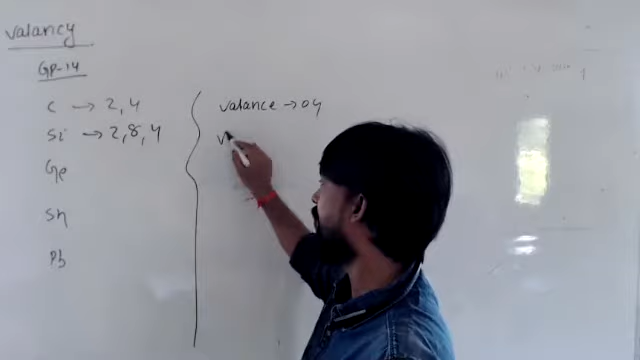 Valancy
Gp-14
C → 2, 4
Si → 2, 8, 4
Ge
Sn
Pb
Valance → 04
V